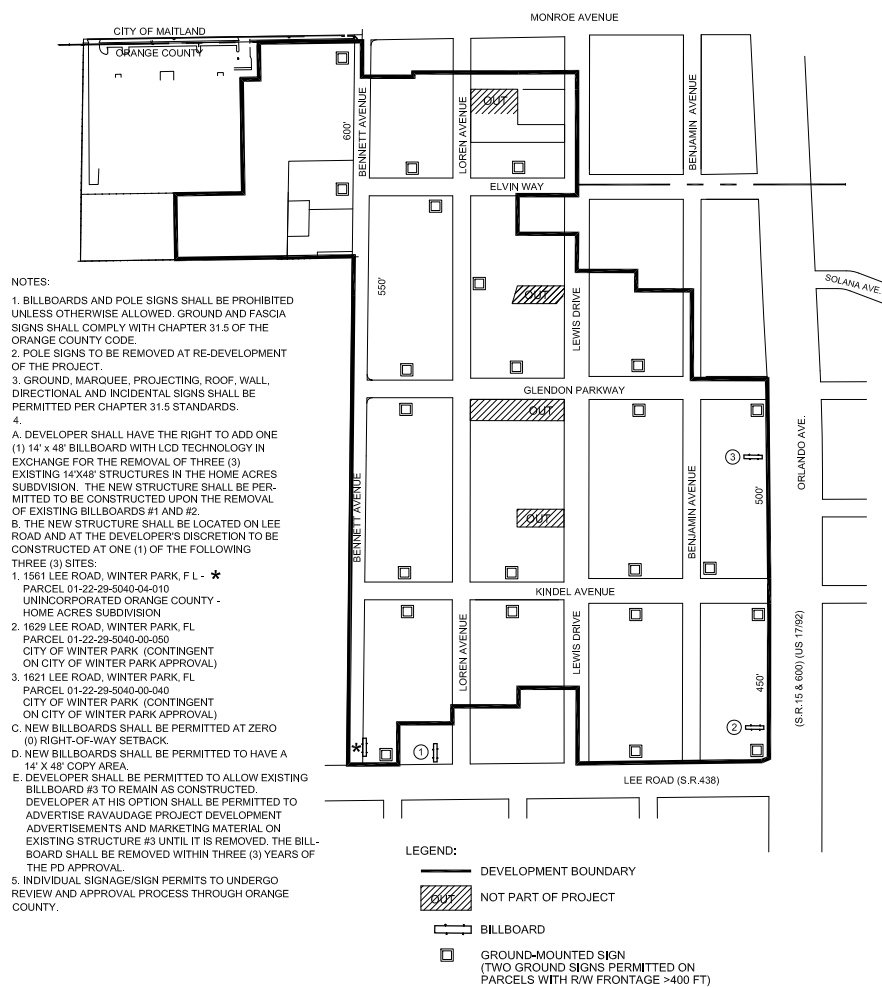 MONROE AVENUE
CITY OF MAITLAND
ORANGE COUNTY
OUT
600'
BENNETT AVENUE
LOREN AVENUE
BENJAMIN AVENUE
ELVIN WAY
SOLANA AVE.
550'
OUT
LEWIS DRIVE
GLENDON PARKWAY
OUT
ORLANDO AVE.
3
500'
BENNETT AVENUE
BENJAMIN AVENUE
OUT
KINDEL AVENUE
LOREN AVENUE
LEWIS DRIVE
450'
(S.R.15 & 600) (US 17/92)
2
*
1
LEE ROAD (S.R.438)
NOTES:
1. BILLBOARDS AND POLE SIGNS SHALL BE PROHIBITED
UNLESS OTHERWISE ALLOWED. GROUND AND FASCIA
SIGNS SHALL COMPLY WITH CHAPTER 31.5 OF THE
ORANGE COUNTY CODE.
2. POLE SIGNS TO BE REMOVED AT RE-DEVELOPMENT
OF THE PROJECT.
3. GROUND, MARQUEE, PROJECTING, ROOF, WALL,
DIRECTIONAL AND INCIDENTAL SIGNS SHALL BE
PERMITTED PER CHAPTER 31.5 STANDARDS.
4.
A. DEVELOPER SHALL HAVE THE RIGHT TO ADD ONE
(1) 14' x 48' BILLBOARD WITH LCD TECHNOLOGY IN
EXCHANGE FOR THE REMOVAL OF THREE (3)
EXISTING 14'X48' STRUCTURES IN THE HOME ACRES
SUBDIVISION. THE NEW STRUCTURE SHALL BE PER-
MITTED TO BE CONSTRUCTED UPON THE REMOVAL
OF EXISTING BILLBOARDS #1 AND #2.
B. THE NEW STRUCTURE SHALL BE LOCATED ON LEE
ROAD AND AT THE DEVELOPER'S DISCRETION TO BE
CONSTRUCTED AT ONE (1) OF THE FOLLOWING
THREE (3) SITES:
1. 1561 LEE ROAD, WINTER PARK, F L - *
PARCEL 01-22-29-5040-04-010
UNINCORPORATED ORANGE COUNTY -
HOME ACRES SUBDIVISION
2. 1629 LEE ROAD, WINTER PARK, FL
PARCEL 01-22-29-5040-00-050
CITY OF WINTER PARK (CONTINGENT
ON CITY OF WINTER PARK APPROVAL)
3. 1621 LEE ROAD, WINTER PARK, FL
PARCEL 01-22-29-5040-00-040
CITY OF WINTER PARK (CONTINGENT
ON CITY OF WINTER PARK APPROVAL)
C. NEW BILLBOARDS SHALL BE PERMITTED AT ZERO
(0) RIGHT-OF-WAY SETBACK.
D. NEW BILLBOARDS SHALL BE PERMITTED TO HAVE A
14' X 48' COPY AREA.
E. DEVELOPER SHALL BE PERMITTED TO ALLOW EXISTING
BILLBOARD #3 TO REMAIN AS CONSTRUCTED.
DEVELOPER AT HIS OPTION SHALL BE PERMITTED TO
ADVERTISE RAVAUDAGE PROJECT DEVELOPMENT
ADVERTISEMENTS AND MARKETING MATERIAL ON
EXISTING STRUCTURE #3 UNTIL IT IS REMOVED. THE BILL-
BOARD SHALL BE REMOVED WITHIN THREE (3) YEARS OF
THE PD APPROVAL.
5. INDIVIDUAL SIGNAGE/SIGN PERMITS TO UNDERGO
REVIEW AND APPROVAL PROCESS THROUGH ORANGE
COUNTY.
LEGEND:
DEVELOPMENT BOUNDARY
OUT NOT PART OF PROJECT
BILLBOARD
GROUND-MOUNTED SIGN
(TWO GROUND SIGNS PERMITTED ON
PARCELS WITH R/W FRONTAGE >400 FT)